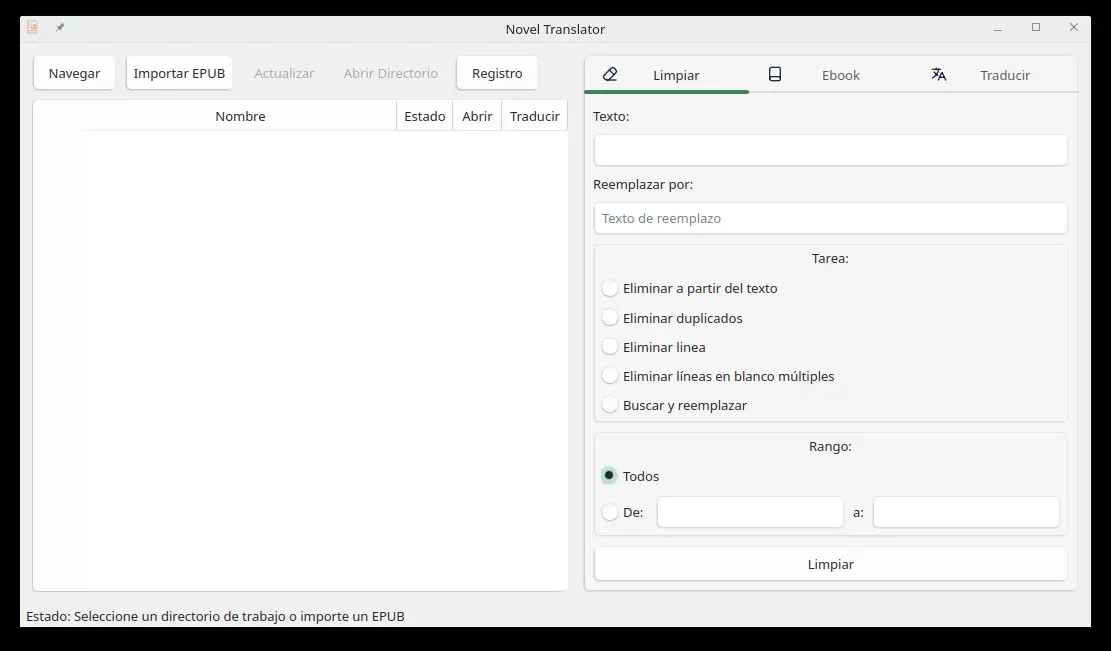 Novel Translator
Navegar Importar EPUB Actualizar Abrir Directorio Registro
Nombre Estado Abrir Traducir
Limpiar Ebook Traducir
Texto:
Reemplazar por:
Texto de reemplazo
Tarea:
Eliminar a partir del texto
Eliminar duplicados
Eliminar linea
Eliminar líneas en blanco múltiples
Buscar y reemplazar
Rango:
Todos
De: a:
Limpiar
Estado: Seleccione un directorio de trabajo o importe un EPUB